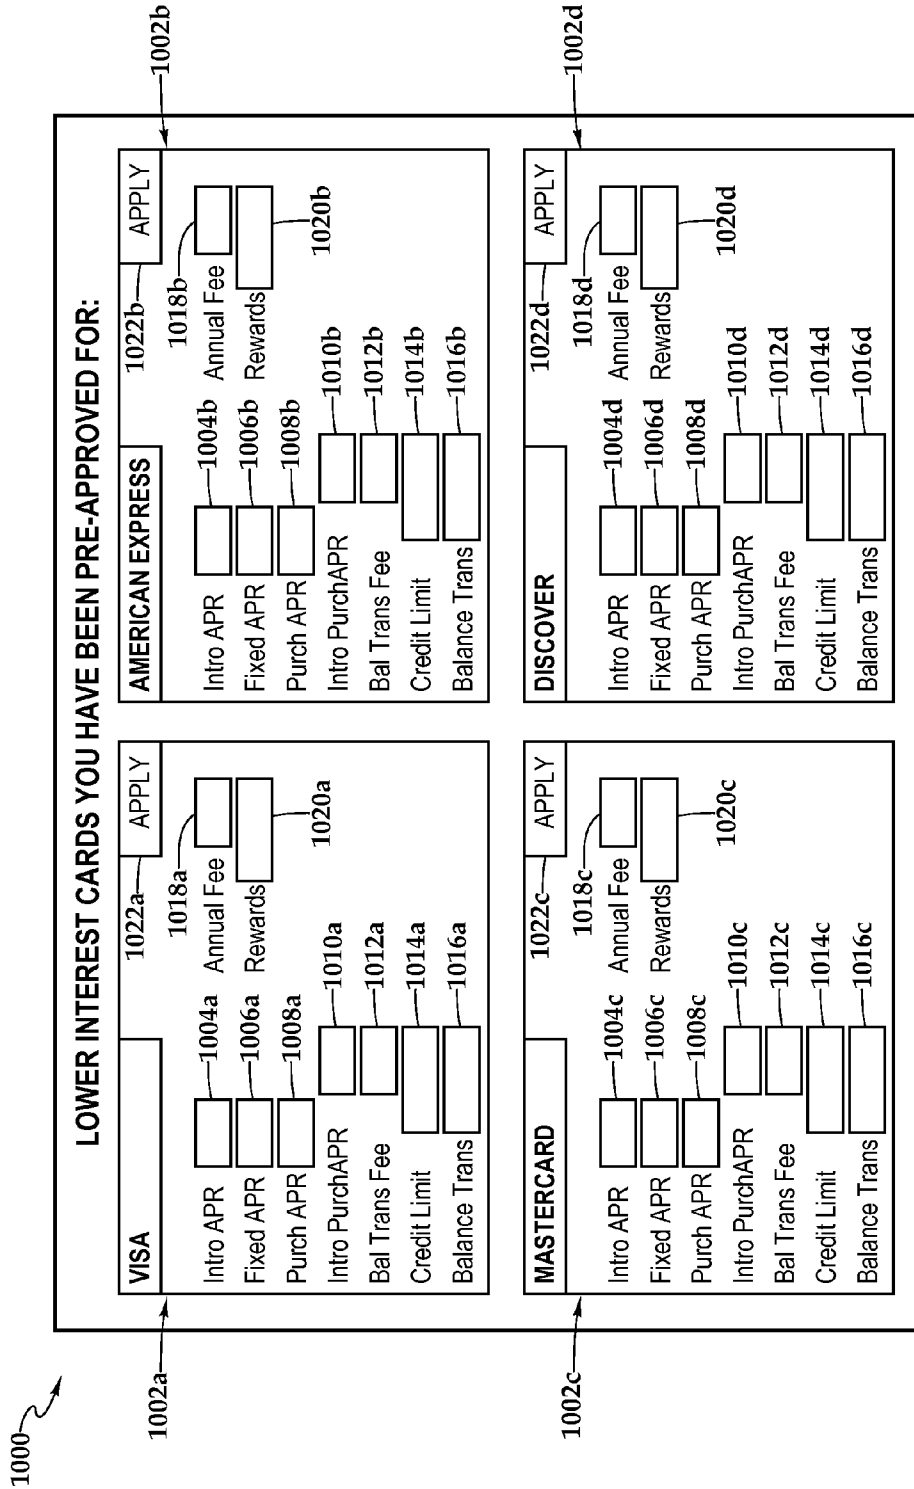 1000
LOWER INTEREST CARDS YOU HAVE BEEN PRE-APPROVED FOR:
1002a
VISA
1022a
APPLY
Intro APR
1004a
1018a
Annual Fee
Fixed APR
1006a
Rewards
Purch APR
1008a
1020a
Intro PurchAPR
1010a
Bal Trans Fee
1012a
Credit Limit
1014a
Balance Trans
1016a
1002b
AMERICAN EXPRESS
1022b
APPLY
Intro APR
1004b
1018b
Annual Fee
Fixed APR
1006b
Rewards
Purch APR
1008b
1020b
Intro PurchAPR
1010b
Bal Trans Fee
1012b
Credit Limit
1014b
Balance Trans
1016b
1002c
MASTERCARD
1022c
APPLY
Intro APR
1004c
1018c
Annual Fee
Fixed APR
1006c
Rewards
Purch APR
1008c
1020c
Intro PurchAPR
1010c
Bal Trans Fee
1012c
Credit Limit
1014c
Balance Trans
1016c
1002d
DISCOVER
1022d
APPLY
Intro APR
1004d
1018d
Annual Fee
Fixed APR
1006d
Rewards
Purch APR
1008d
1020d
Intro PurchAPR
1010d
Bal Trans Fee
1012d
Credit Limit
1014d
Balance Trans
1016d